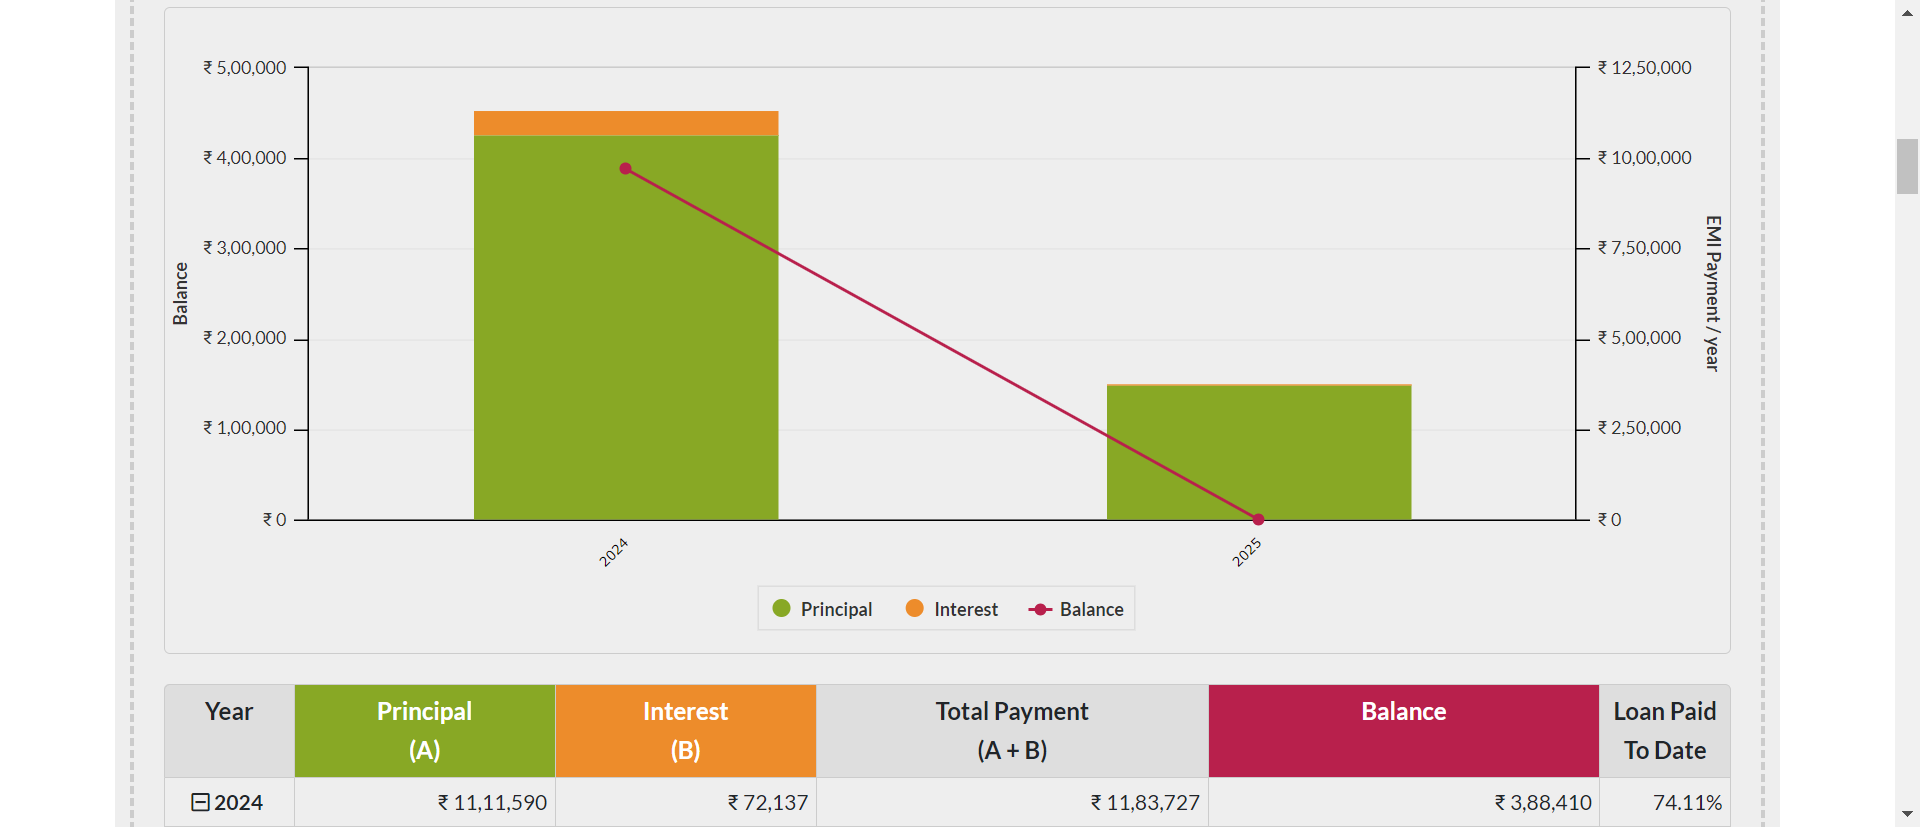 ₹ 5,00,000
₹ 12,50,000
₹ 4,00,000
₹ 10,00,000
₹ 3,00,000
₹ 7,50,000
Balance
EMI Payment / year
₹ 2,00,000
₹ 5,00,000
₹ 1,00,000
₹ 2,50,000
₹ 0
₹ 0
2024
2025
Principal
Interest
Balance
Year
Principal
(A)
Interest
(B)
Total Payment
(A + B)
Balance
Loan Paid
To Date
2024
₹ 11,11,590
₹ 72,137
₹ 11,83,727
₹ 3,88,410
74.11%